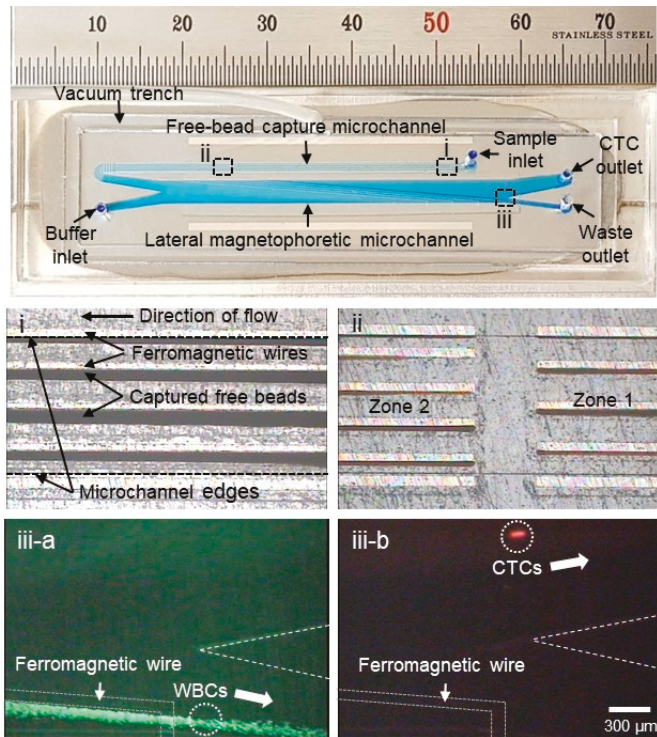 10 20 30 40 50 60 70
STAINLESS STEEL
Vacuum trench
Free-bead capture microchannel
ii
i
Sample
inlet
CTC
outlet
Buffer
inlet
Lateral magnetophoretic microchannel
iii
Waste
outlet
i
Direction of flow
Ferromagnetic wires
Captured free beads
Microchannel edges
ii
Zone 2
Zone 1
iii-a
Ferromagnetic wire
WBCs
iii-b
CTCs
Ferromagnetic wire
300 μm